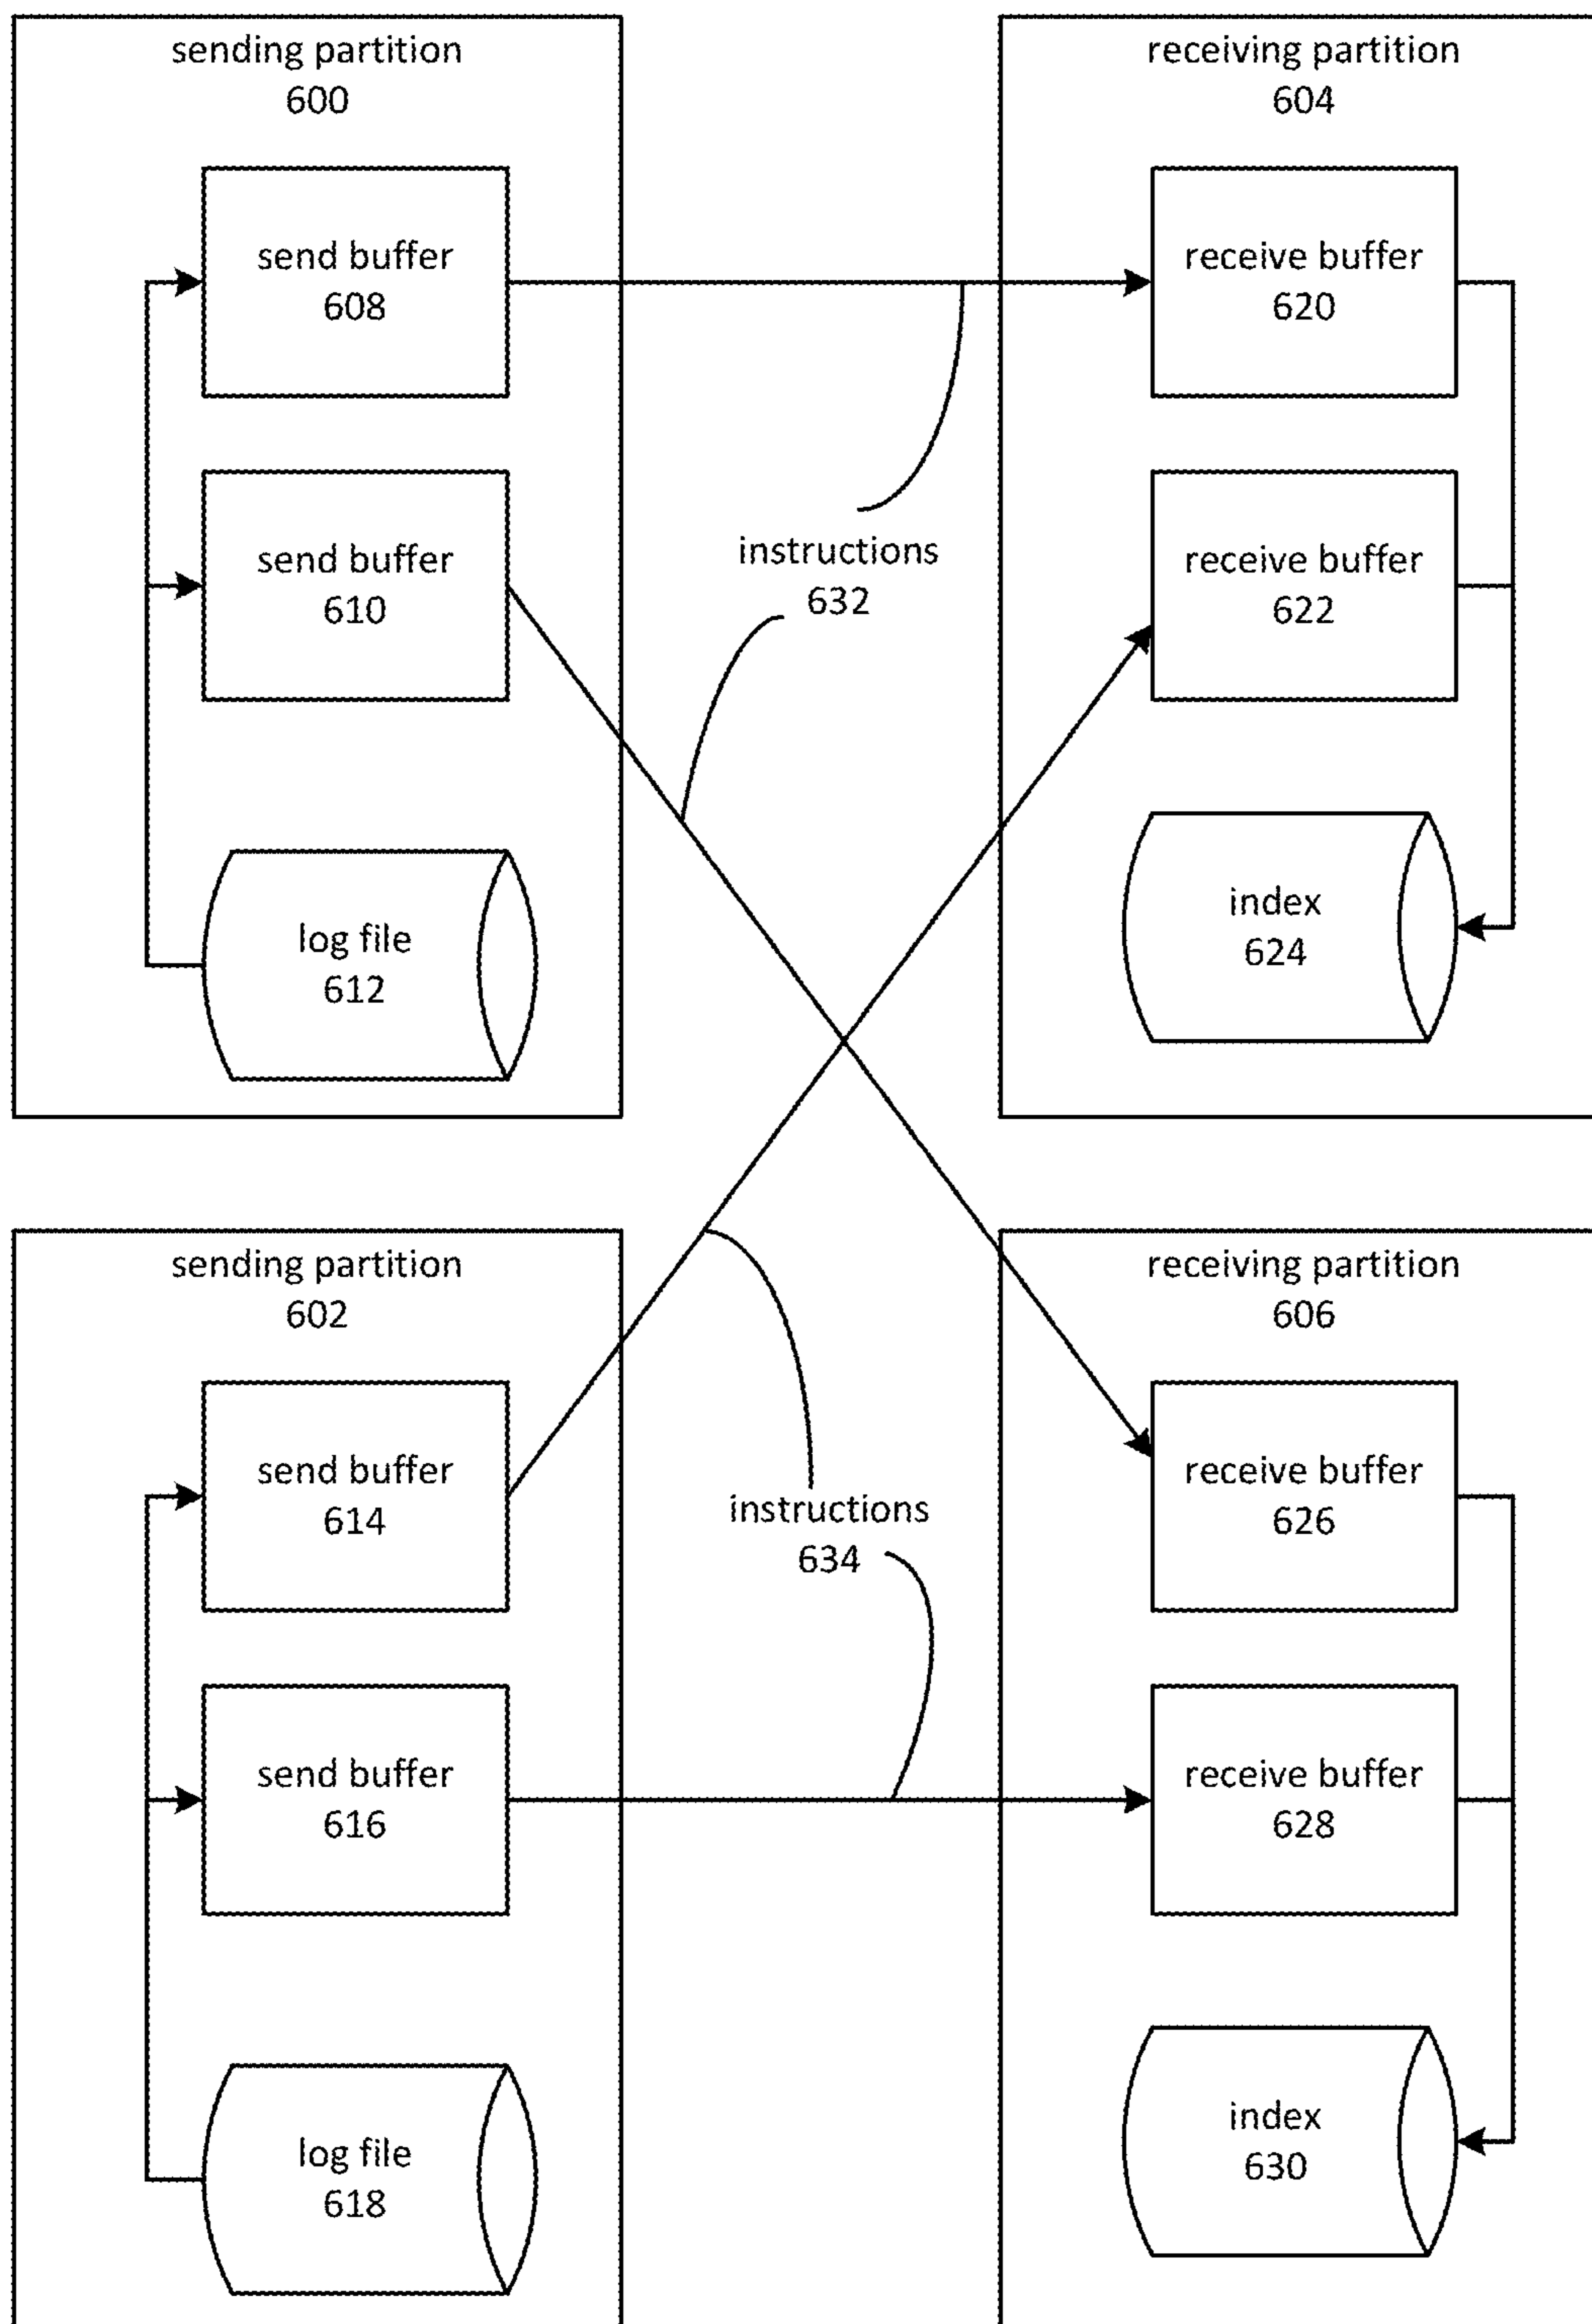 sending partition
600
send buffer
608
send buffer
610
log file
612
receiving partition
604
receive buffer
620
receive buffer
622
index
624
instructions
632
sending partition
602
send buffer
614
send buffer
616
log file
618
instructions
634
receiving partition
606
receive buffer
626
receive buffer
628
index
630